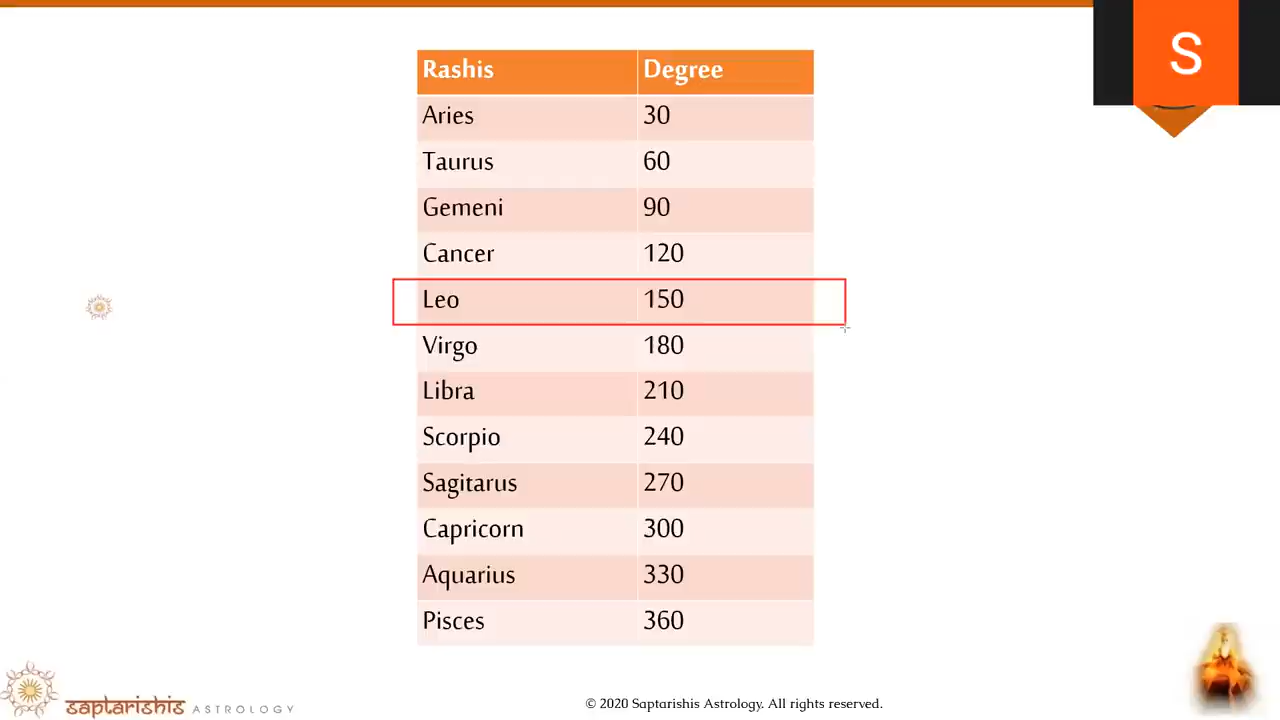 S
Rashis Degree
Aries 30
Taurus 60
Gemeni 90
Cancer 120
Leo 150
Virgo 180
Libra 210
Scorpio 240
Sagitarus 270
Capricorn 300
Aquarius 330
Pisces 360
saptarishis ASTROLOGY
© 2020 Saptarishis Astrology. All rights reserved.